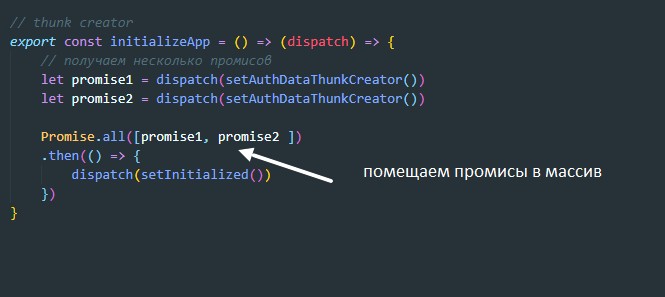 // thunk creator
export const initializeApp = () => (dispatch) => {
// получаем несколько промисов
let promise1 = dispatch(setAuthDataThunkCreator())
let promise2 = dispatch(setAuthDataThunkCreator())
Promise.all([promise1, promise2 ])
.then(() => {
dispatch(setInitialized())
})
}
помещаем промисы в массив